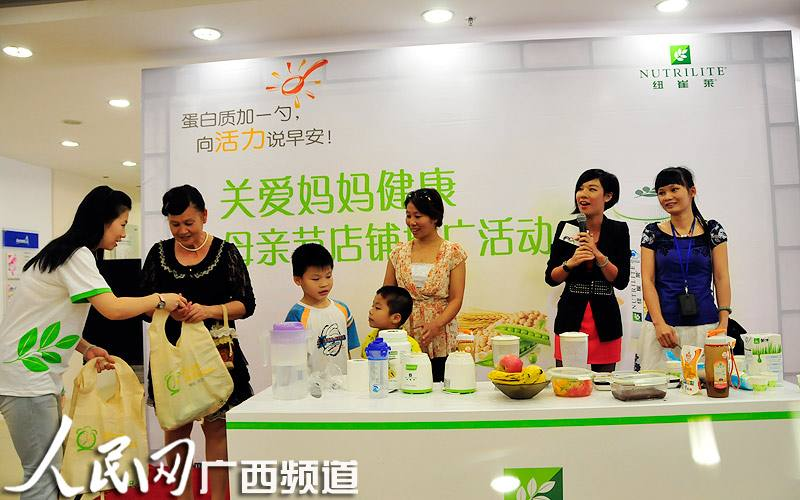 NUTRILITE
纽崔莱
蛋白质加一勺，
向活力说早安！
关爱妈妈健康
母亲节店铺推广活动
NUTRILITE
人民网 广西频道